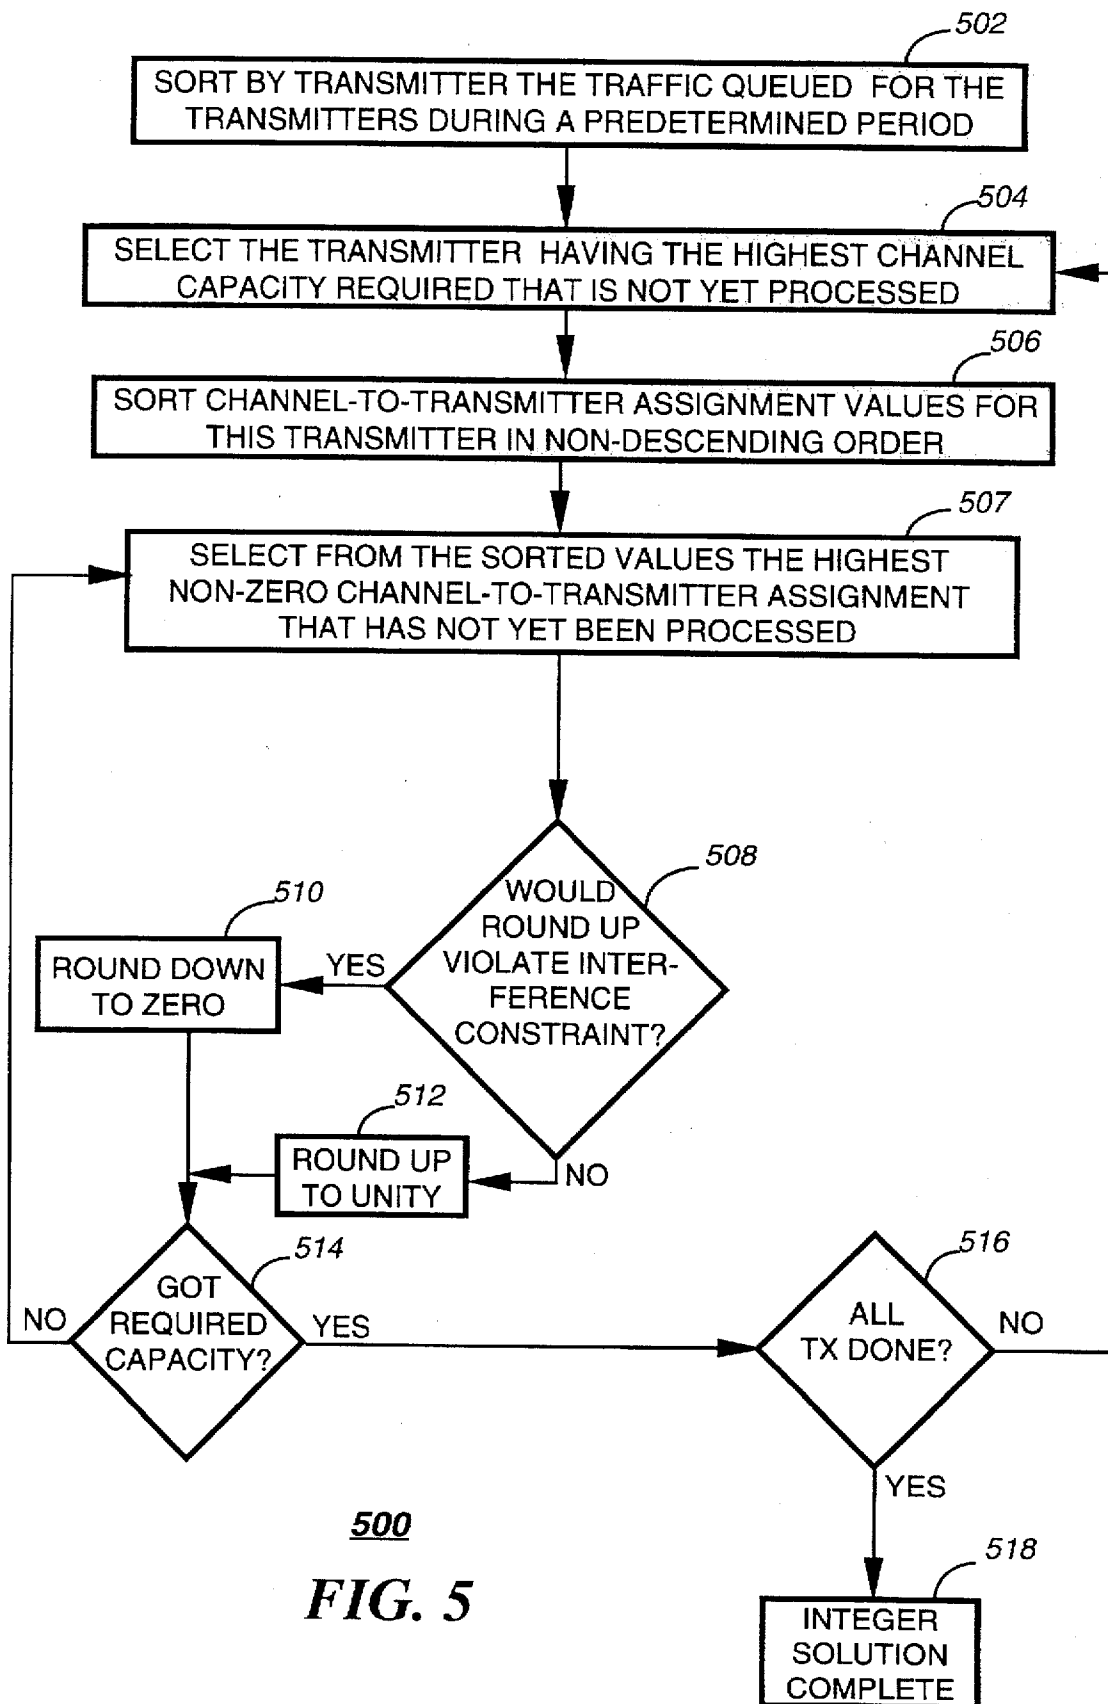 502
SORT BY TRANSMITTER THE TRAFFIC QUEUED FOR THE
TRANSMITTERS DURING A PREDETERMINED PERIOD
504
SELECT THE TRANSMITTER HAVING THE HIGHEST CHANNEL
CAPACITY REQUIRED THAT IS NOT YET PROCESSED
506
SORT CHANNEL-TO-TRANSMITTER ASSIGNMENT VALUES FOR
THIS TRANSMITTER IN NON-DESCENDING ORDER
507
SELECT FROM THE SORTED VALUES THE HIGHEST
NON-ZERO CHANNEL-TO-TRANSMITTER ASSIGNMENT
THAT HAS NOT YET BEEN PROCESSED
508
WOULD
ROUND UP
VIOLATE INTER-
FERENCE
CONSTRAINT?
YES
510
ROUND DOWN
TO ZERO
NO
512
ROUND UP
TO UNITY
514
GOT
REQUIRED
CAPACITY?
NO
YES
516
ALL
TX DONE?
NO
YES
518
INTEGER
SOLUTION
COMPLETE
500
FIG. 5